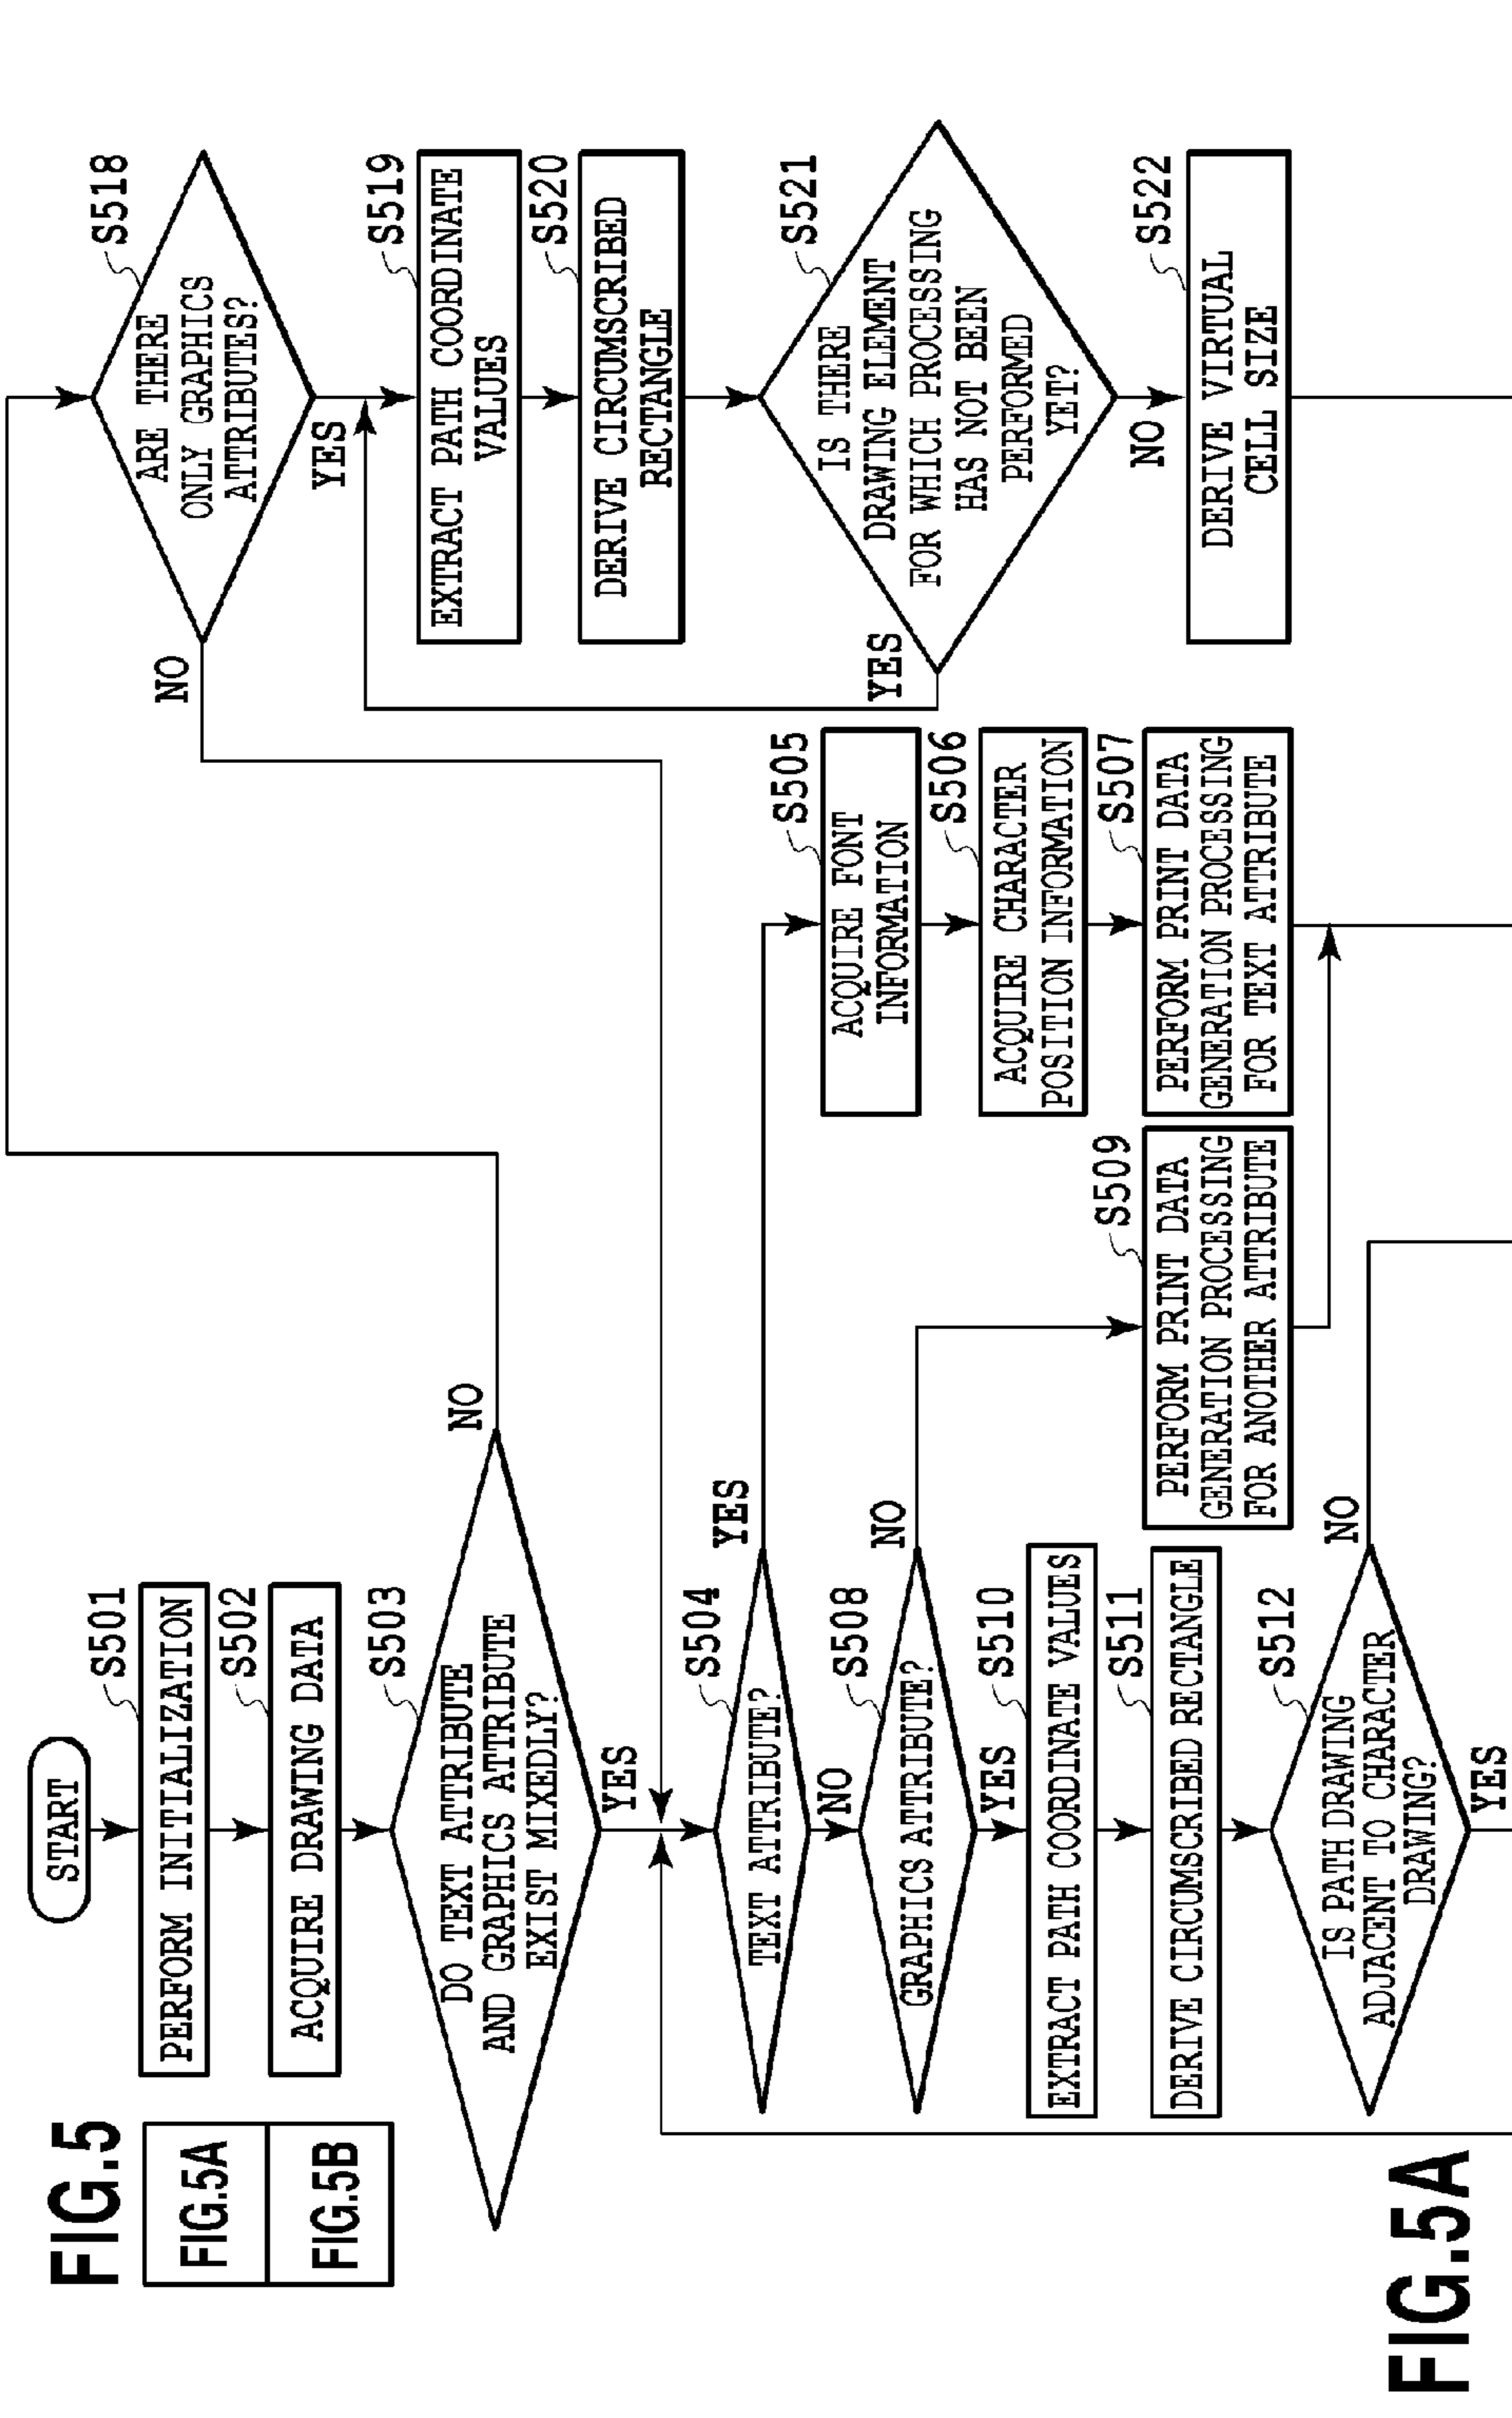 FIG.5
FIG.5A
FIG.5B
START
S501
PERFORM INITIALIZATION
S502
ACQUIRE DRAWING DATA
S503
DO TEXT ATTRIBUTE
AND GRAPHICS ATTRIBUTE
EXIST MIXEDLY?
NO
YES
S504
TEXT ATTRIBUTE?
YES
NO
S508
GRAPHICS ATTRIBUTE?
NO
YES
S510
EXTRACT PATH COORDINATE VALUES
S511
DERIVE CIRCUMSCRIBED RECTANGLE
S512
IS PATH DRAWING
ADJACENT TO CHARACTER
DRAWING?
NO
YES
S509
PERFORM PRINT DATA
GENERATION PROCESSING
FOR ANOTHER ATTRIBUTE
S505
ACQUIRE FONT
INFORMATION
S506
ACQUIRE CHARACTER
POSITION INFORMATION
S507
PERFORM PRINT DATA
GENERATION PROCESSING
FOR TEXT ATTRIBUTE
S518
ARE THERE
ONLY GRAPHICS
ATTRIBUTES?
NO
YES
S519
EXTRACT PATH COORDINATE
VALUES
S520
DERIVE CIRCUMSCRIBED
RECTANGLE
S521
IS THERE
DRAWING ELEMENT
FOR WHICH PROCESSING
HAS NOT BEEN
PERFORMED
YET?
YES
NO
S522
DERIVE VIRTUAL
CELL SIZE
FIG.5A